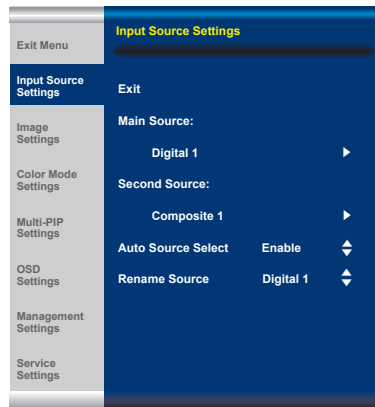 Exit Menu
Input Source
Settings
Image
Settings
Color Mode
Settings
Multi-PIP
Settings
OSD
Settings
Management
Settings
Service
Settings
Input Source Settings
Exit
Main Source:
Digital 1
Second Source:
Composite 1
Auto Source Select Enable
Rename Source Digital 1